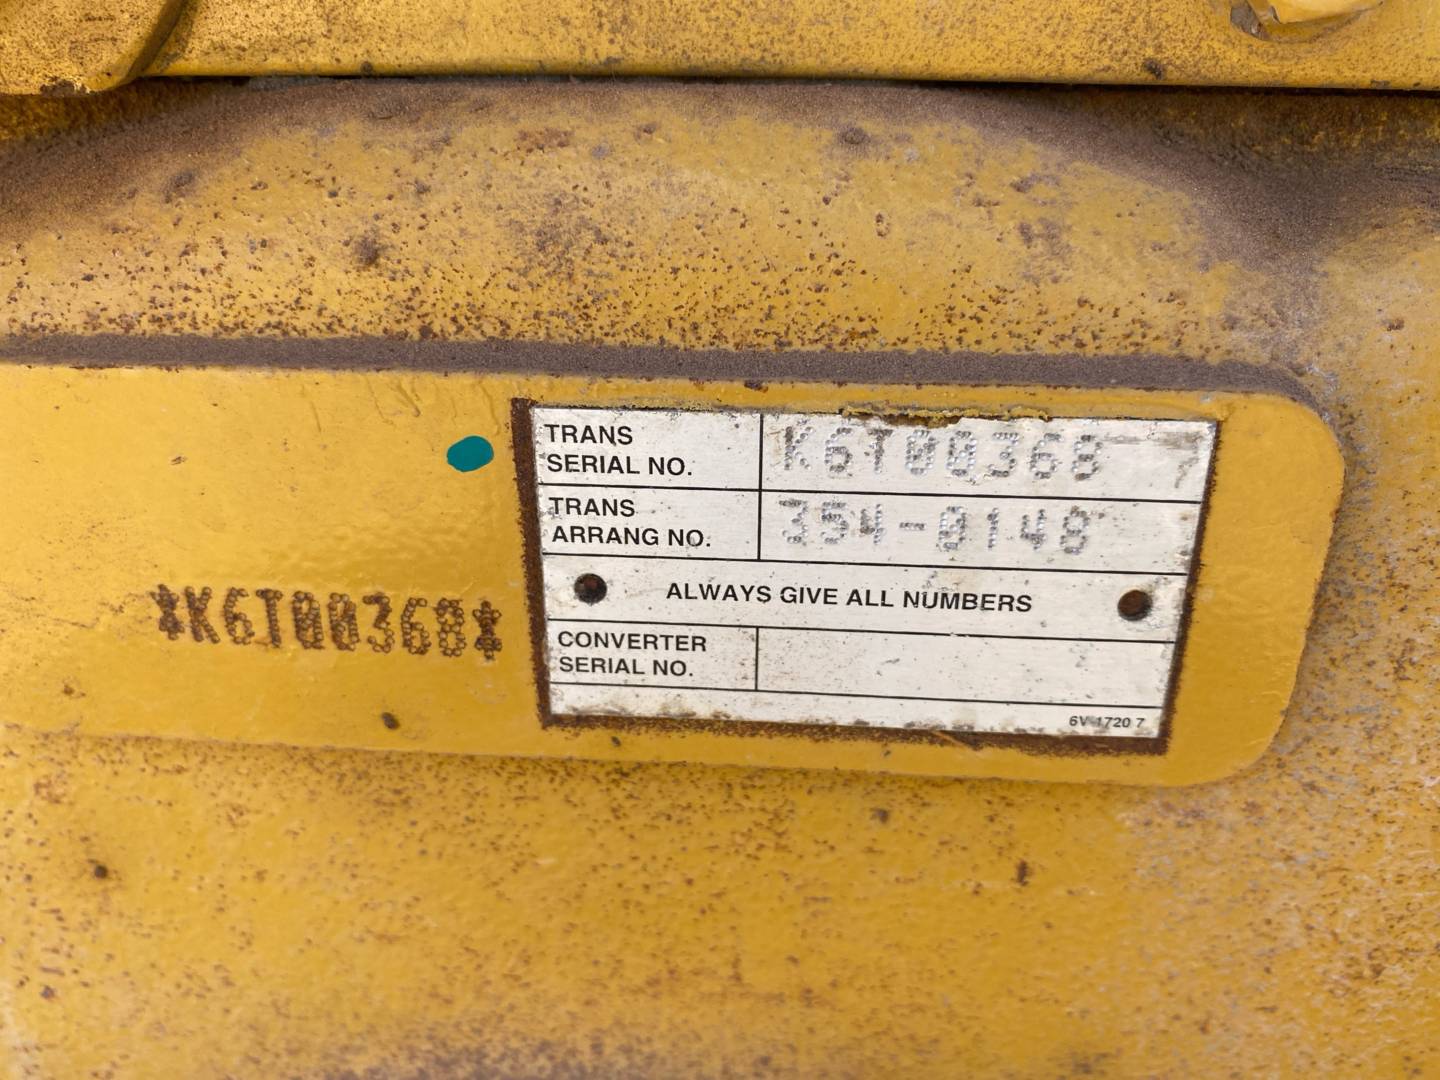 TRANS
SERIAL NO.
K6T00368
TRANS
ARRANG NO.
354-0148
ALWAYS GIVE ALL NUMBERS
CONVERTER
SERIAL NO.
6V-1720 7
*K6T00368*